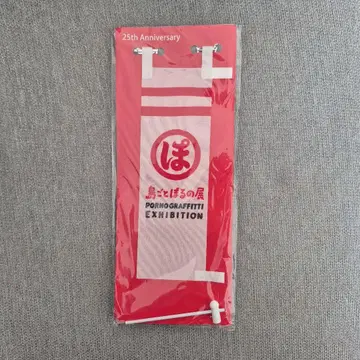 25th Anniversary
ぽ
島ごとぽるの展
PORNOGRAFFITTI
EXHIBITION